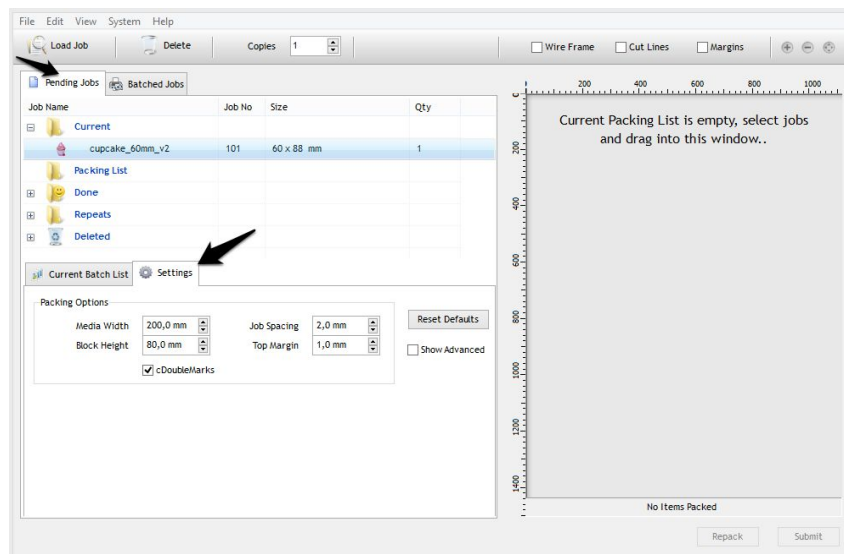 File Edit View System Help
Load Job Delete Copies 1 Wire Frame Cut Lines Margins
Pending Jobs Batched Jobs
Job Name Job No Size Qty
Current
cupcake_60mm_v2 101 60 x 88 mm 1
Packing List
Done
Repeats
Deleted
Current Batch List Settings
Packing Options
Media Width 200,0 mm Job Spacing 2,0 mm Reset Defaults
Block Height 80,0 mm Top Margin 1,0 mm Show Advanced
cDoubleMarks
200 400 600 800 1000
0
Current Packing List is empty, select jobs
and drag into this window..
200
400
600
800
1000
1200
1400
No Items Packed
Repack Submit